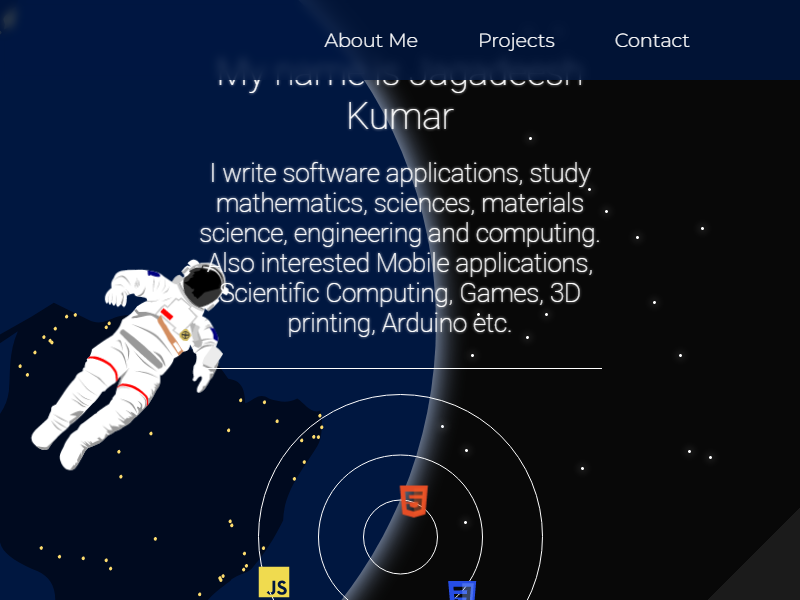 About Me Projects Contact
My name is Jagadeesh
Kumar
I write software applications, study
mathematics, sciences, materials
science, engineering and computing.
Also interested Mobile applications,
Scientific Computing, Games, 3D
printing, Arduino etc.
5
JS